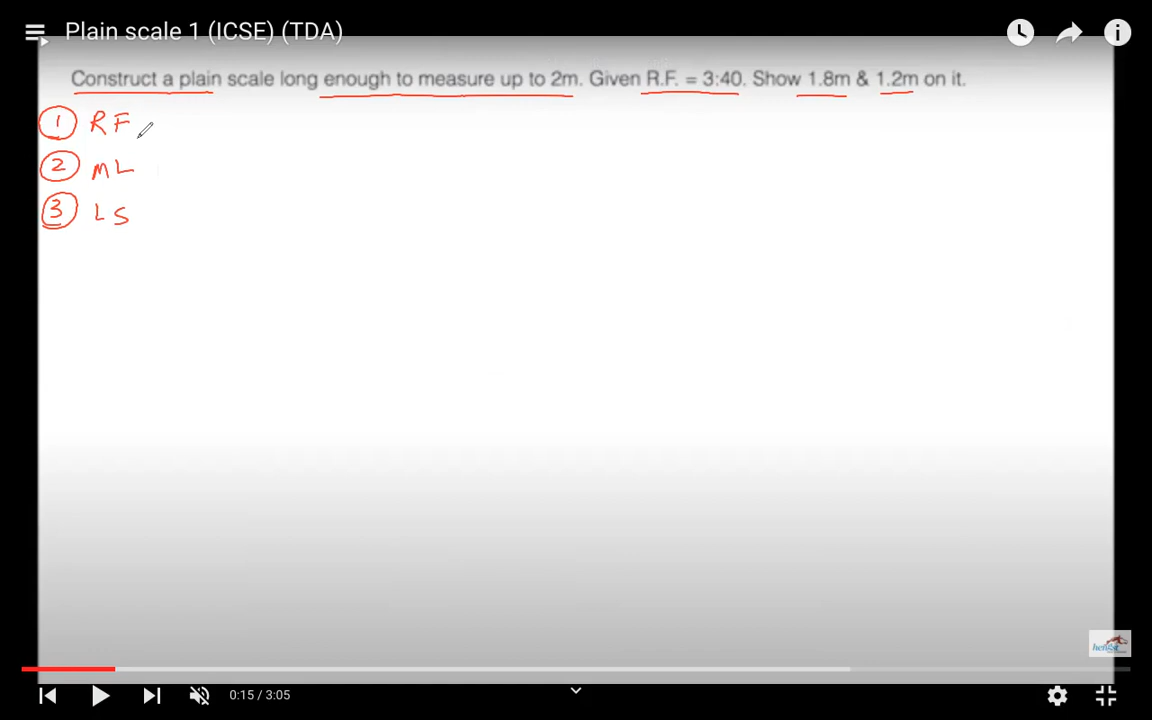 Plain scale 1 (ICSE) (TDA)
Construct a plain scale long enough to measure up to 2m. Given R.F. = 3:40. Show 1.8m & 1.2m on it.
1 RF
2 ML
3 LS
0:15 / 3:05